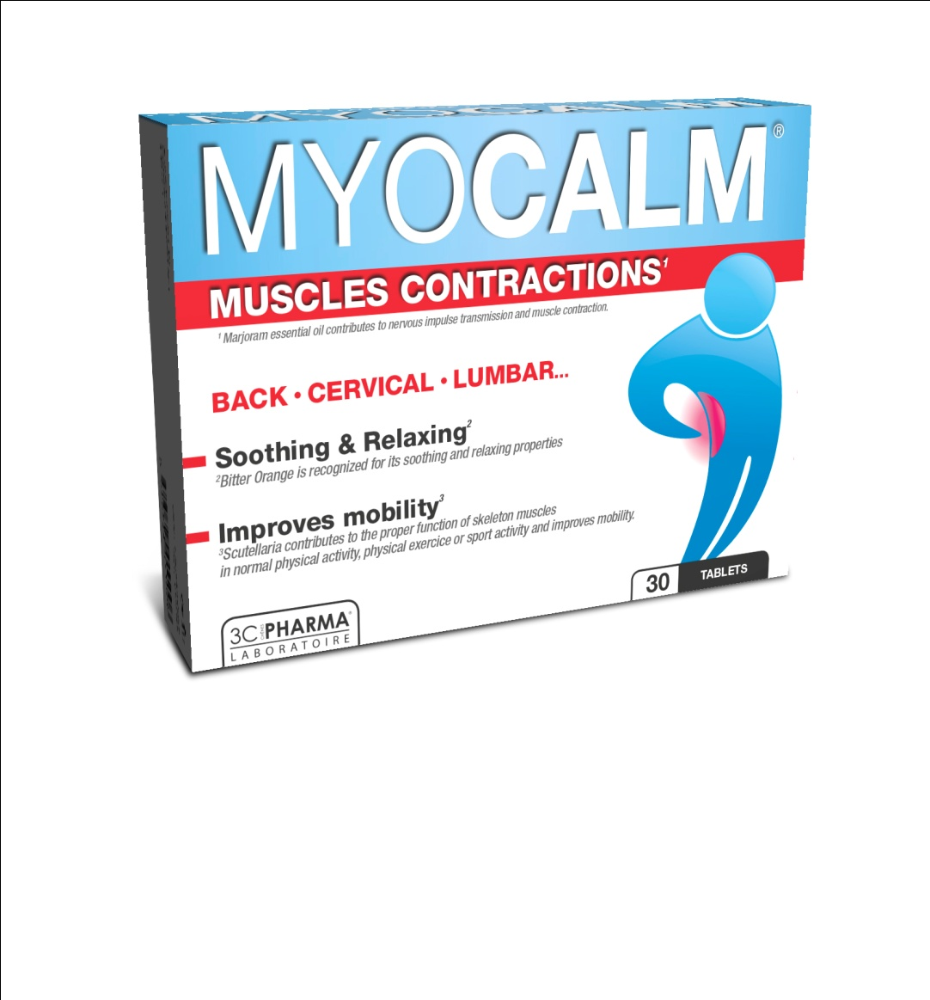 MYOCALM
MYOCALM®
MUSCLES CONTRACTIONS¹
¹ Marjoram essential oil contributes to nervous impulse transmission and muscle contraction.
BACK • CERVICAL • LUMBAR...
Soothing & Relaxing²
²Bitter Orange is recognized for its soothing and relaxing properties
Improves mobility³
³Scutellaria contributes to the proper function of skeleton muscles
in normal physical activity, physical exercice or sport activity and improves mobility.
30 TABLETS
3C PHARMA®
LABORATOIRE